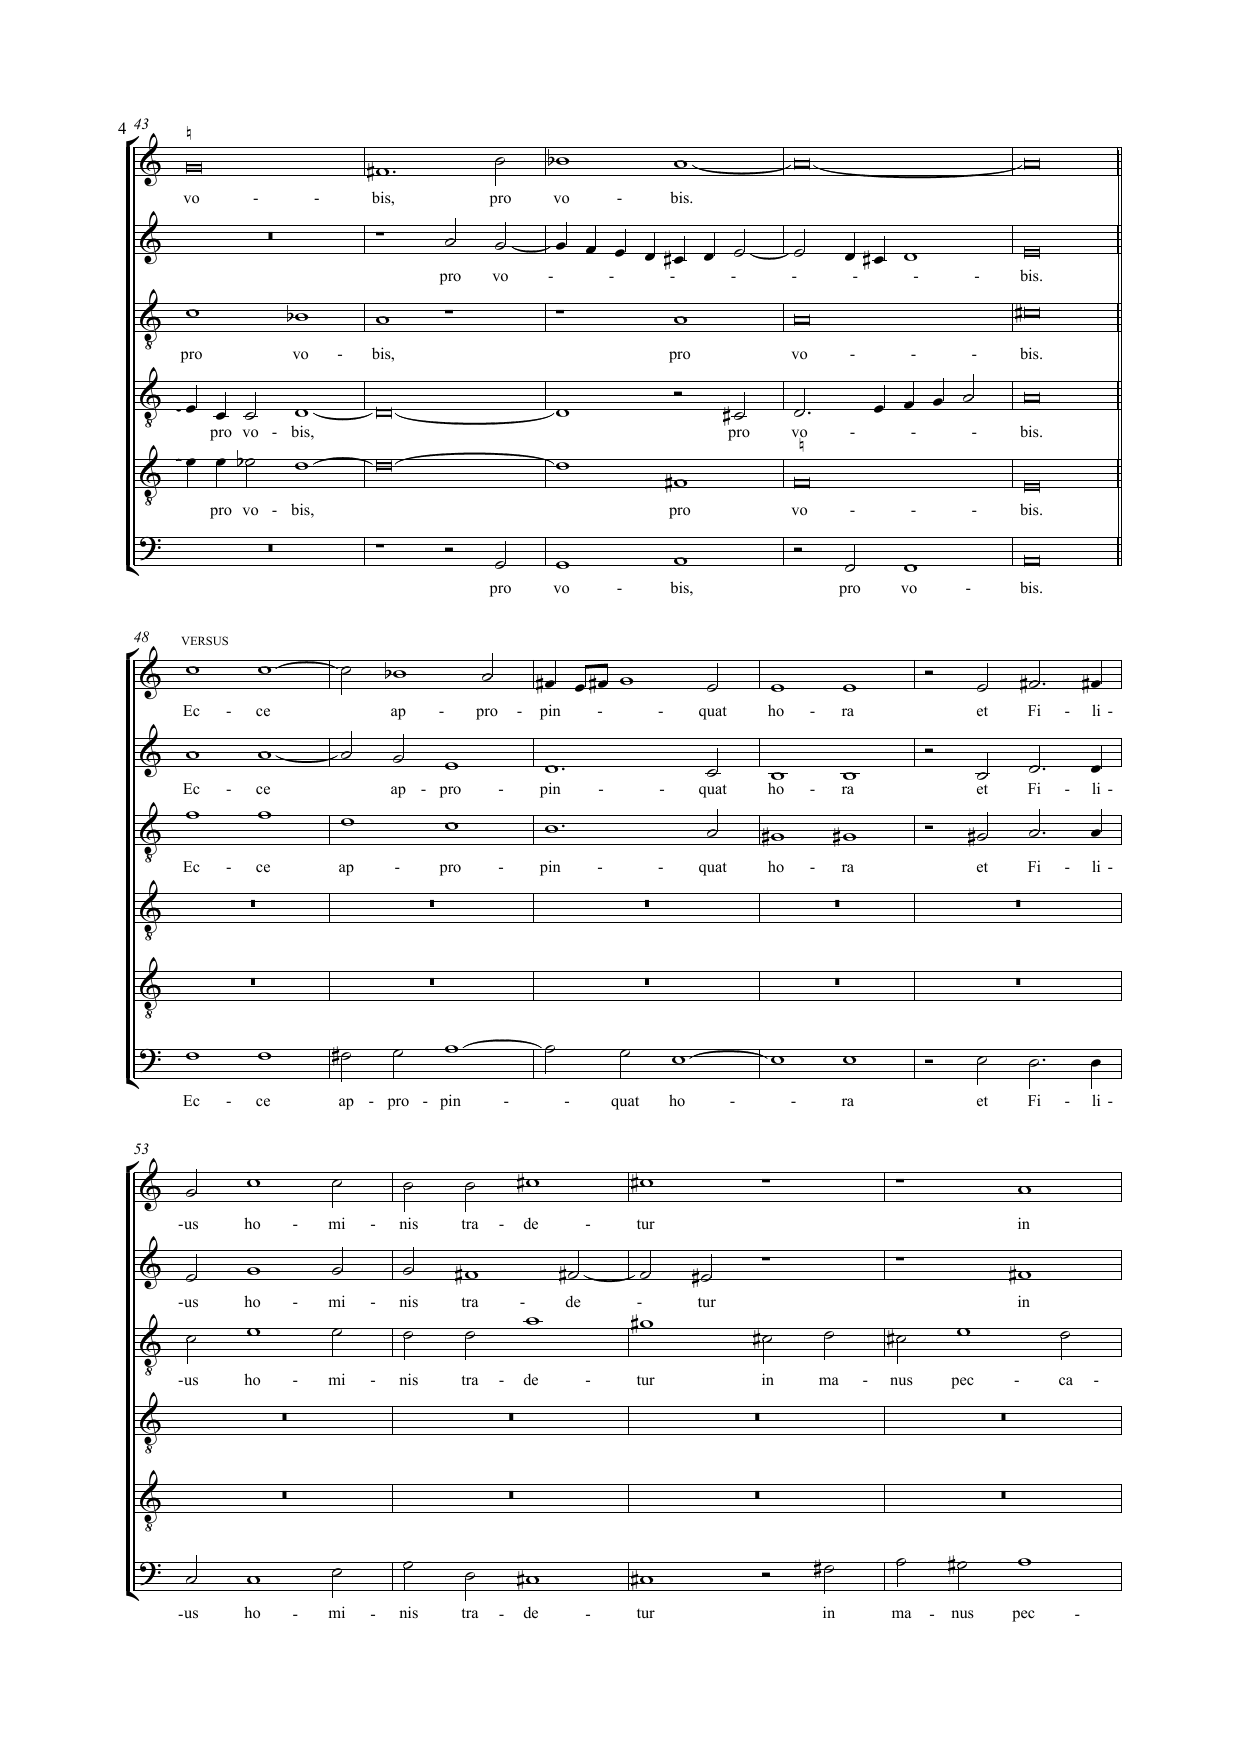 4 43
vo - - bis, pro vo - bis.
pro vo - - - - - - - - bis.
pro vo - bis, pro vo - - - bis.
pro vo - bis, pro vo - - - bis.
pro vo - bis, pro vo - - - bis.
pro vo - bis, pro vo - bis.
48 VERSUS
Ec - ce ap - pro - pin - - - quat ho - ra et Fi - li -
Ec - ce ap - pro - pin - - quat ho - ra et Fi - li -
Ec - ce ap - pro - pin - - quat ho - ra et Fi - li -
Ec - ce ap - pro - pin - - quat ho - - ra et Fi - li -
53
-us ho - mi - nis tra - de - tur in
-us ho - mi - nis tra - de - tur in
-us ho - mi - nis tra - de - tur in ma - nus pec - ca -
-us ho - mi - nis tra - de - tur in ma - nus pec -